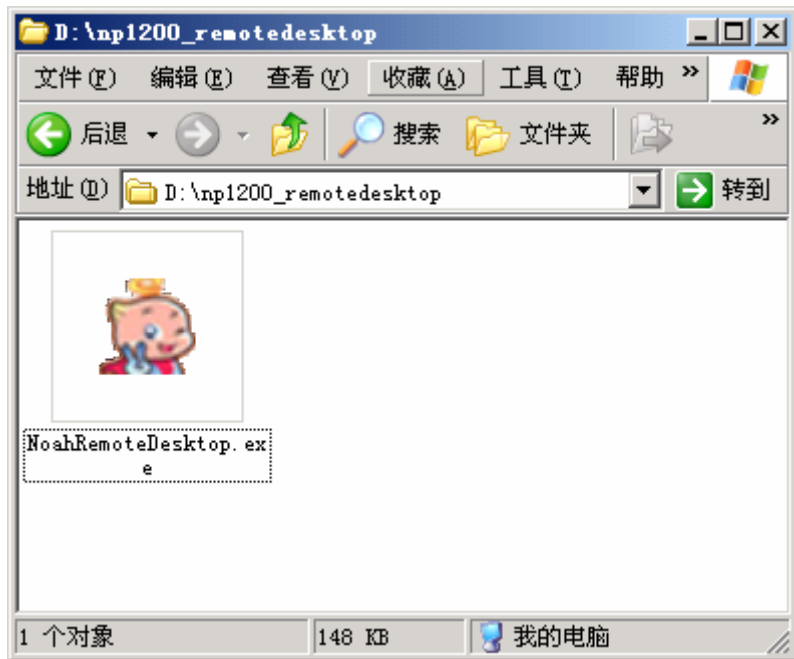 D:\np1200_remotedesktop
文件(F) 编辑(E) 查看(V) 收藏(A) 工具(T) 帮助 »
后退 搜索 文件夹 »
地址(D) D:\np1200_remotedesktop 转到
NoahRemoteDesktop.ex
e
1 个对象 148 KB 我的电脑